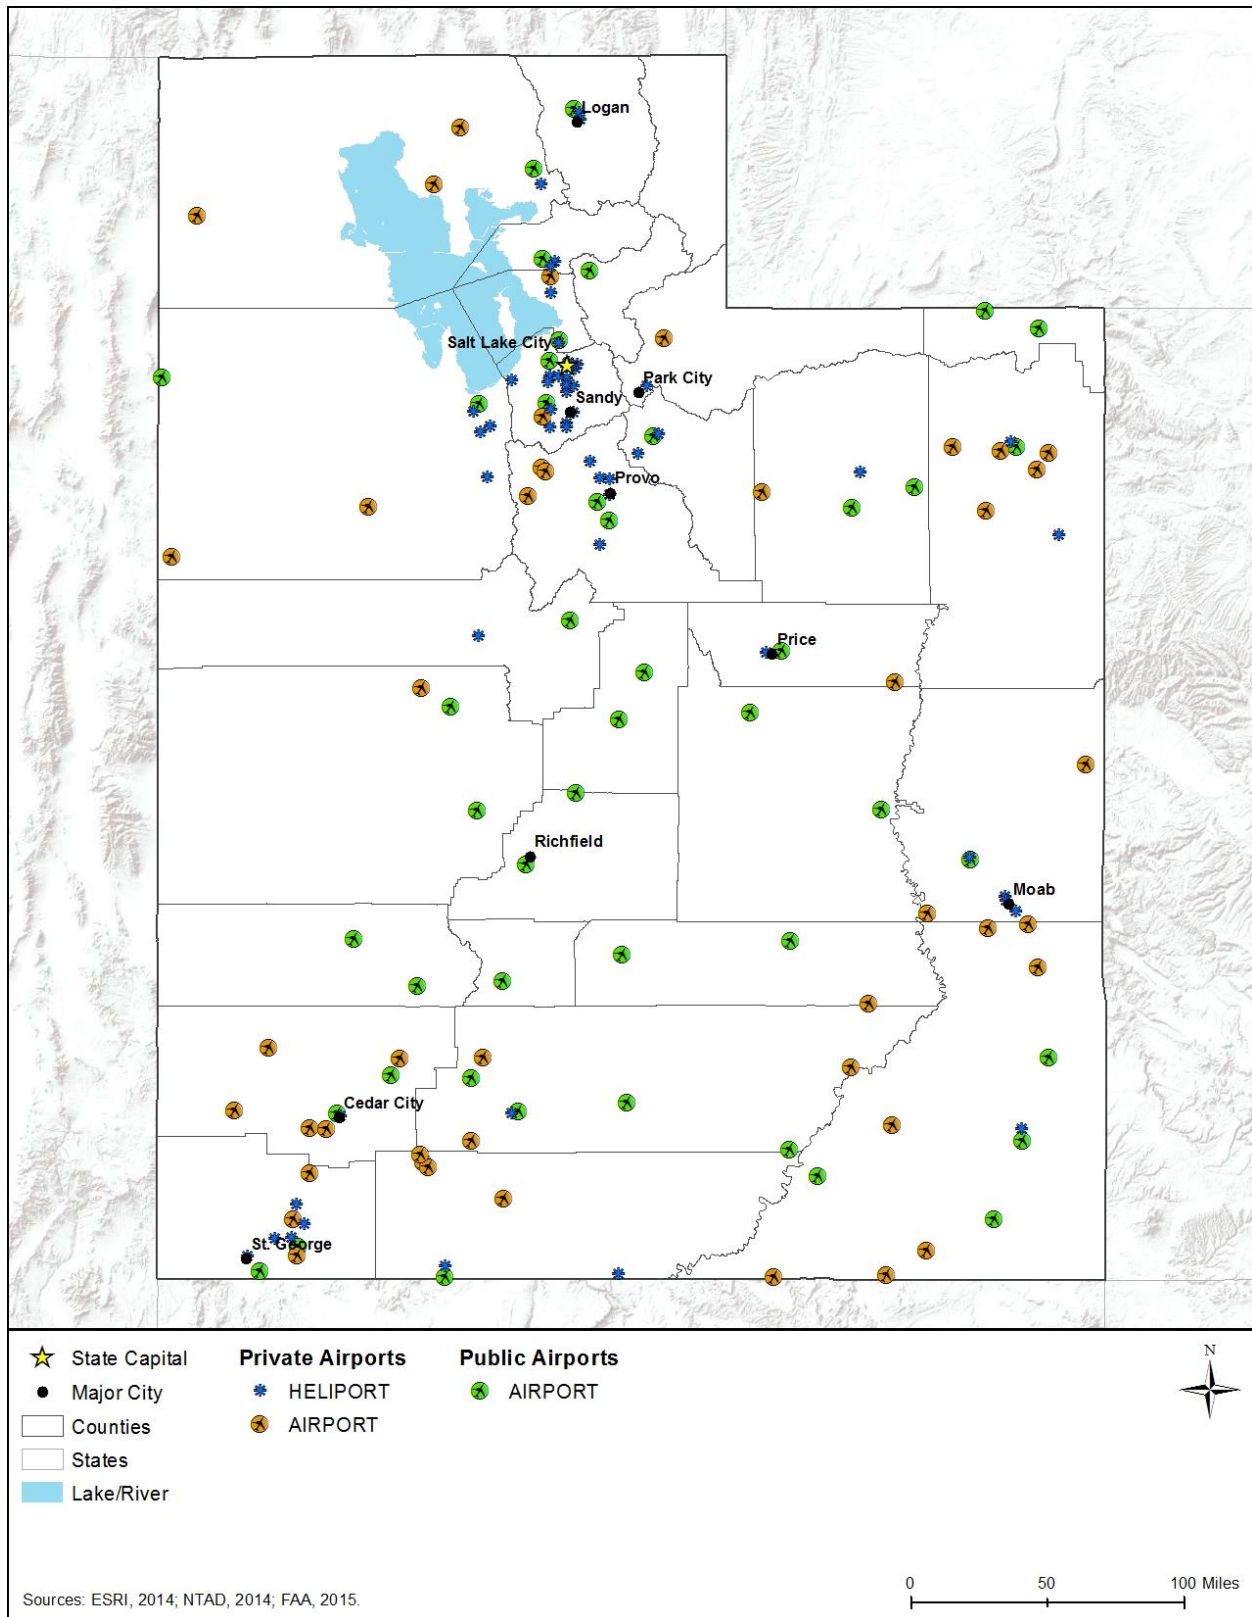 Logan
Salt Lake City
Park City
Sandy
Provo
Price
Richfield
Moab
Cedar City
St. George
State Capital
Major City
Counties
States
Lake/River
Private Airports
HELIPORT
AIRPORT
Public Airports
AIRPORT
N
Sources: ESRI, 2014; NTAD, 2014; FAA, 2015.
0 50 100 Miles